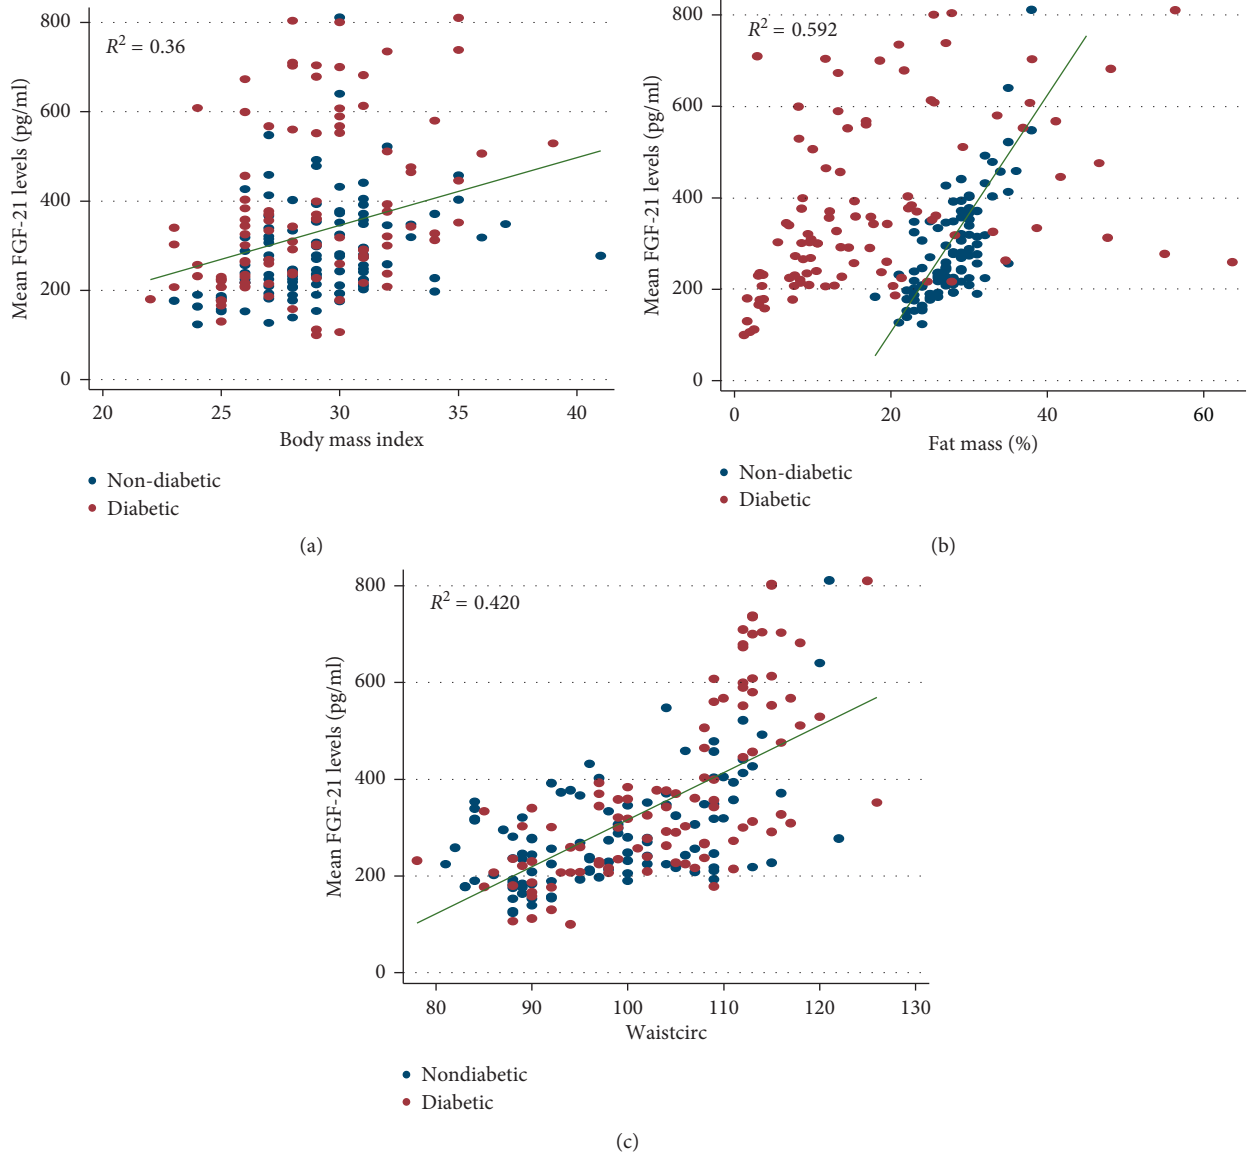 800
600
400
200
0
Mean FGF-21 levels (pg/ml)
R² = 0.36
20 25 30 35 40
Body mass index
Non-diabetic
Diabetic
(a)
800
600
400
200
0
Mean FGF-21 levels (pg/ml)
R² = 0.592
0 20 40 60
Fat mass (%)
Non-diabetic
Diabetic
(b)
800
600
400
200
0
Mean FGF-21 levels (pg/ml)
R² = 0.420
80 90 100 110 120 130
Waistcirc
Nondiabetic
Diabetic
(c)